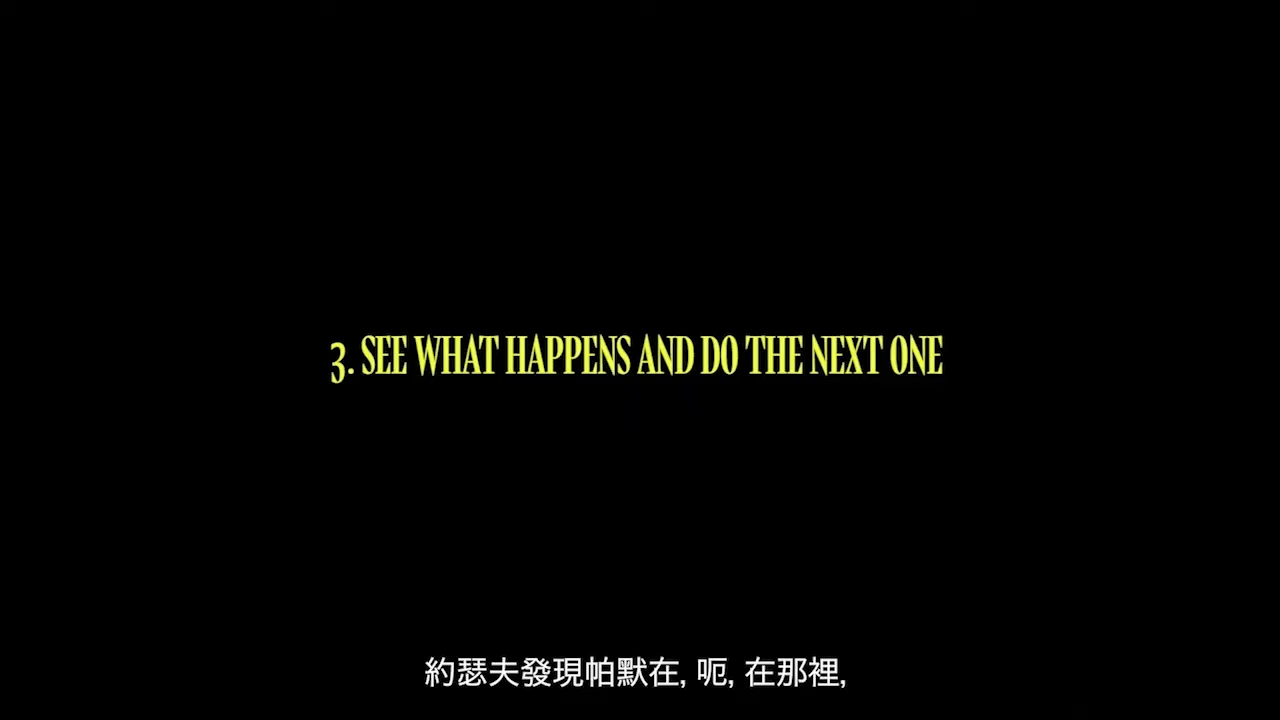 3. SEE WHAT HAPPENS AND DO THE NEXT ONE
約瑟夫發現帕默在, 呃, 在那裡,